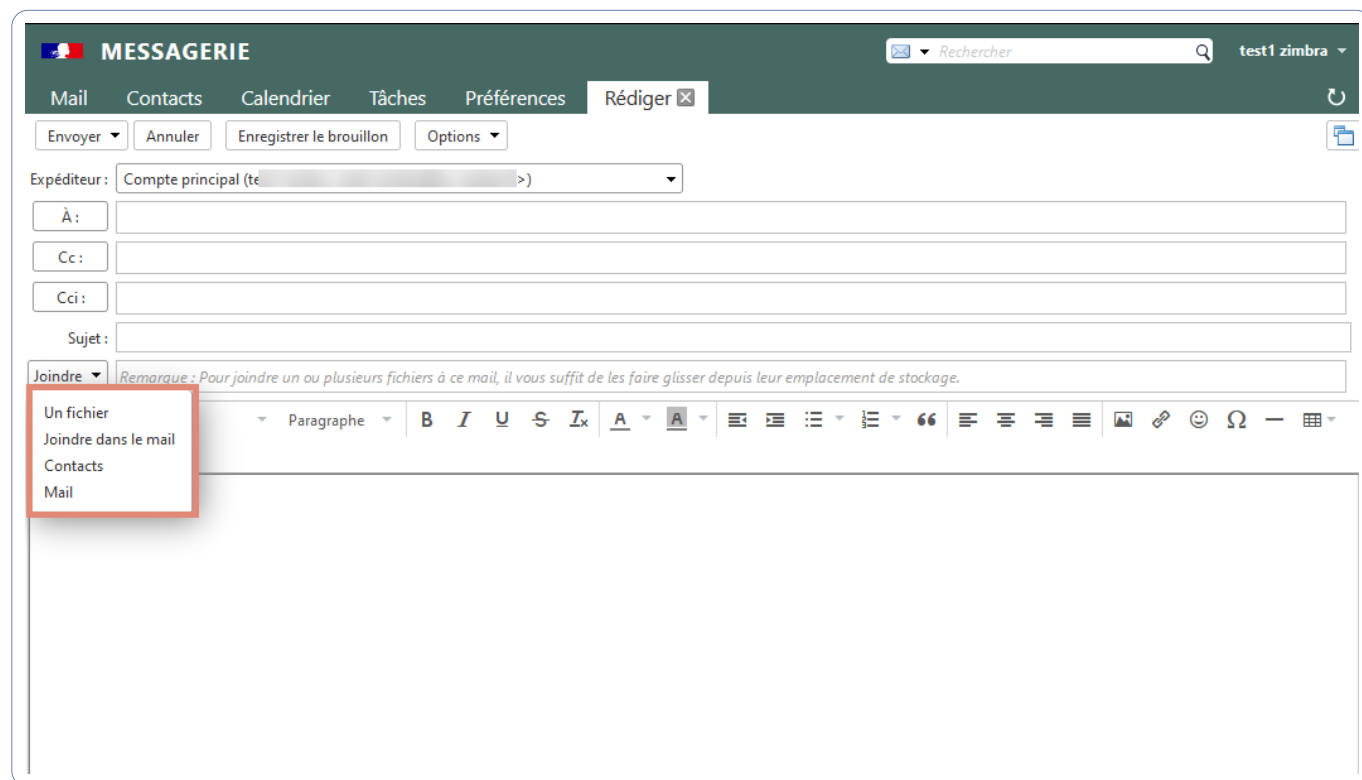 MESSAGERIE
Rechercher
test1 zimbra
Mail Contacts Calendrier Tâches Préférences Rédiger
Envoyer Annuler Enregistrer le brouillon Options
Expéditeur : Compte principal (te >)
À :
Cc :
Cci :
Sujet :
Joindre Remarque : Pour joindre un ou plusieurs fichiers à ce mail, il vous suffit de les faire glisser depuis leur emplacement de stockage.
Un fichier
Joindre dans le mail
Contacts
Mail
Paragraphe B I U S Ix A A Ω